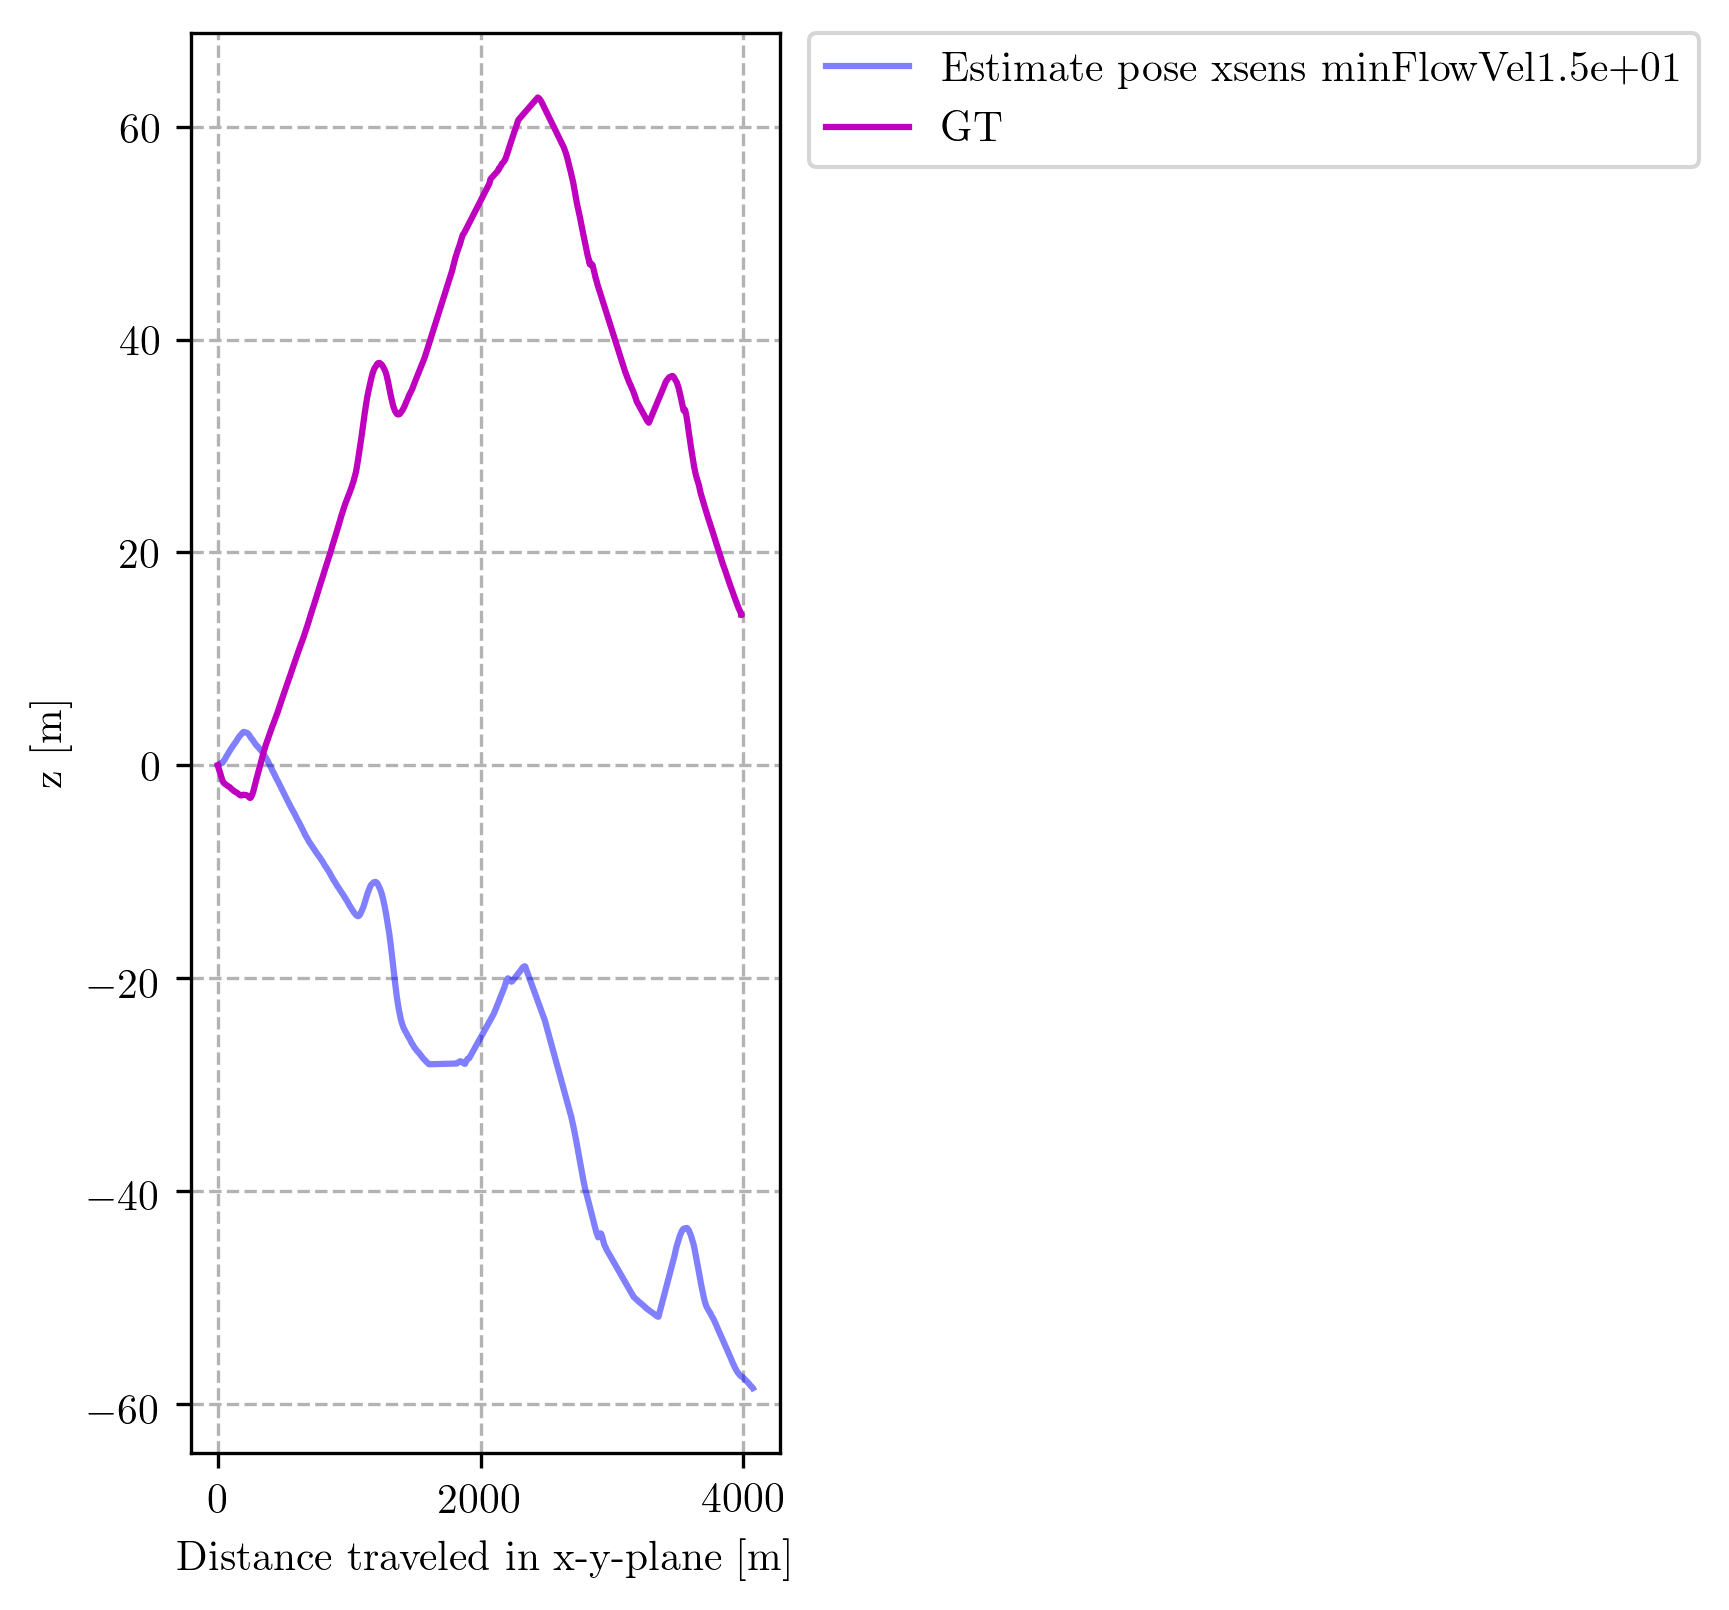 Estimate pose xsens minFlowVel1.5e+01
GT
60
40
20
0
−20
−40
−60
z [m]
0 2000 4000
Distance traveled in x-y-plane [m]